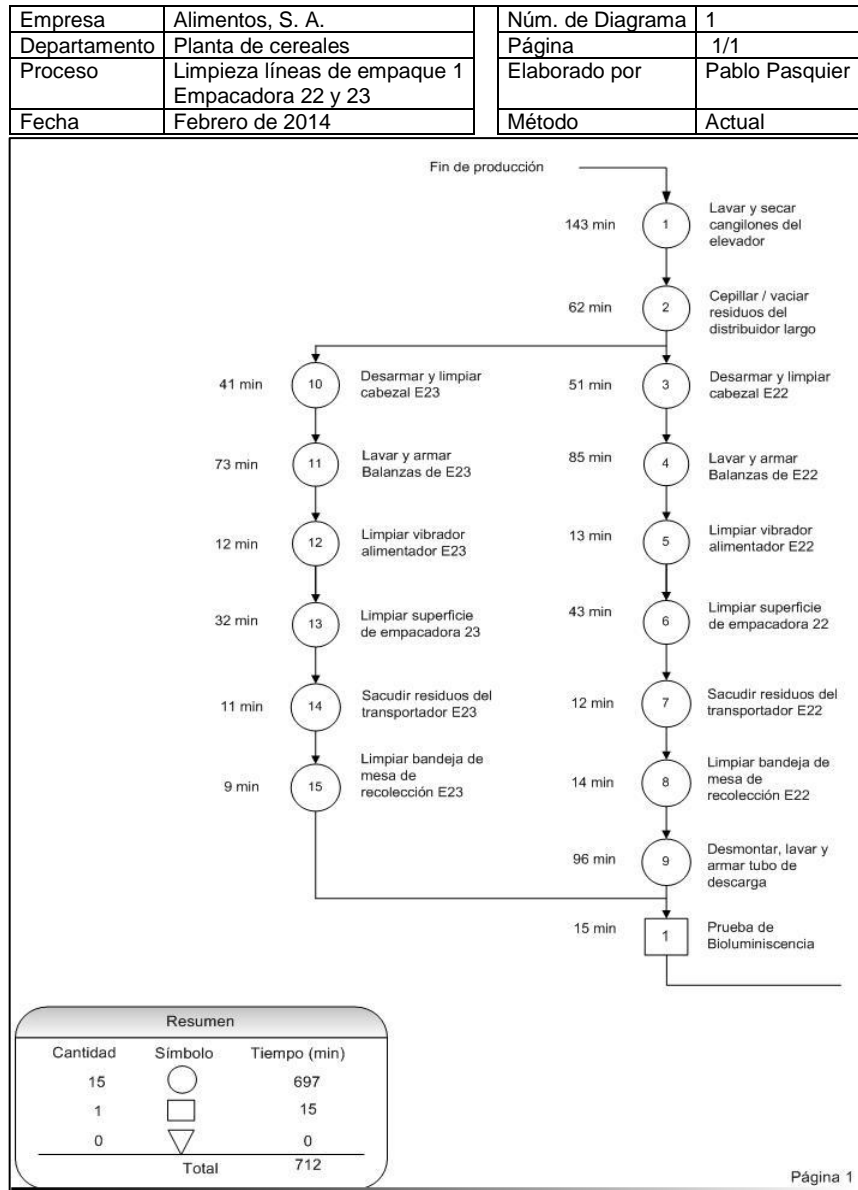 Empresa Alimentos, S. A. Núm. de Diagrama 1
Departamento Planta de cereales Página 1/1
Proceso Limpieza líneas de empaque 1 Elaborado por Pablo Pasquier
Empacadora 22 y 23
Fecha Febrero de 2014 Método Actual
Fin de producción
143 min 1 Lavar y secar
cangilones del
elevador
62 min 2 Cepillar / vaciar
residuos del
distribuidor largo
41 min 10 Desarmar y limpiar
cabezal E23
51 min 3 Desarmar y limpiar
cabezal E22
73 min 11 Lavar y armar
Balanzas de E23
85 min 4 Lavar y armar
Balanzas de E22
12 min 12 Limpiar vibrador
alimentador E23
13 min 5 Limpiar vibrador
alimentador E22
32 min 13 Limpiar superficie
de empacadora 23
43 min 6 Limpiar superficie
de empacadora 22
11 min 14 Sacudir residuos del
transportador E23
12 min 7 Sacudir residuos del
transportador E22
9 min 15 Limpiar bandeja de
mesa de
recolección E23
14 min 8 Limpiar bandeja de
mesa de
recolección E22
96 min 9 Desmontar, lavar y
armar tubo de
descarga
15 min 1 Prueba de
Bioluminiscencia
Resumen
Cantidad Símbolo Tiempo (min)
15 697
1 15
0 0
Total 712
Página 1